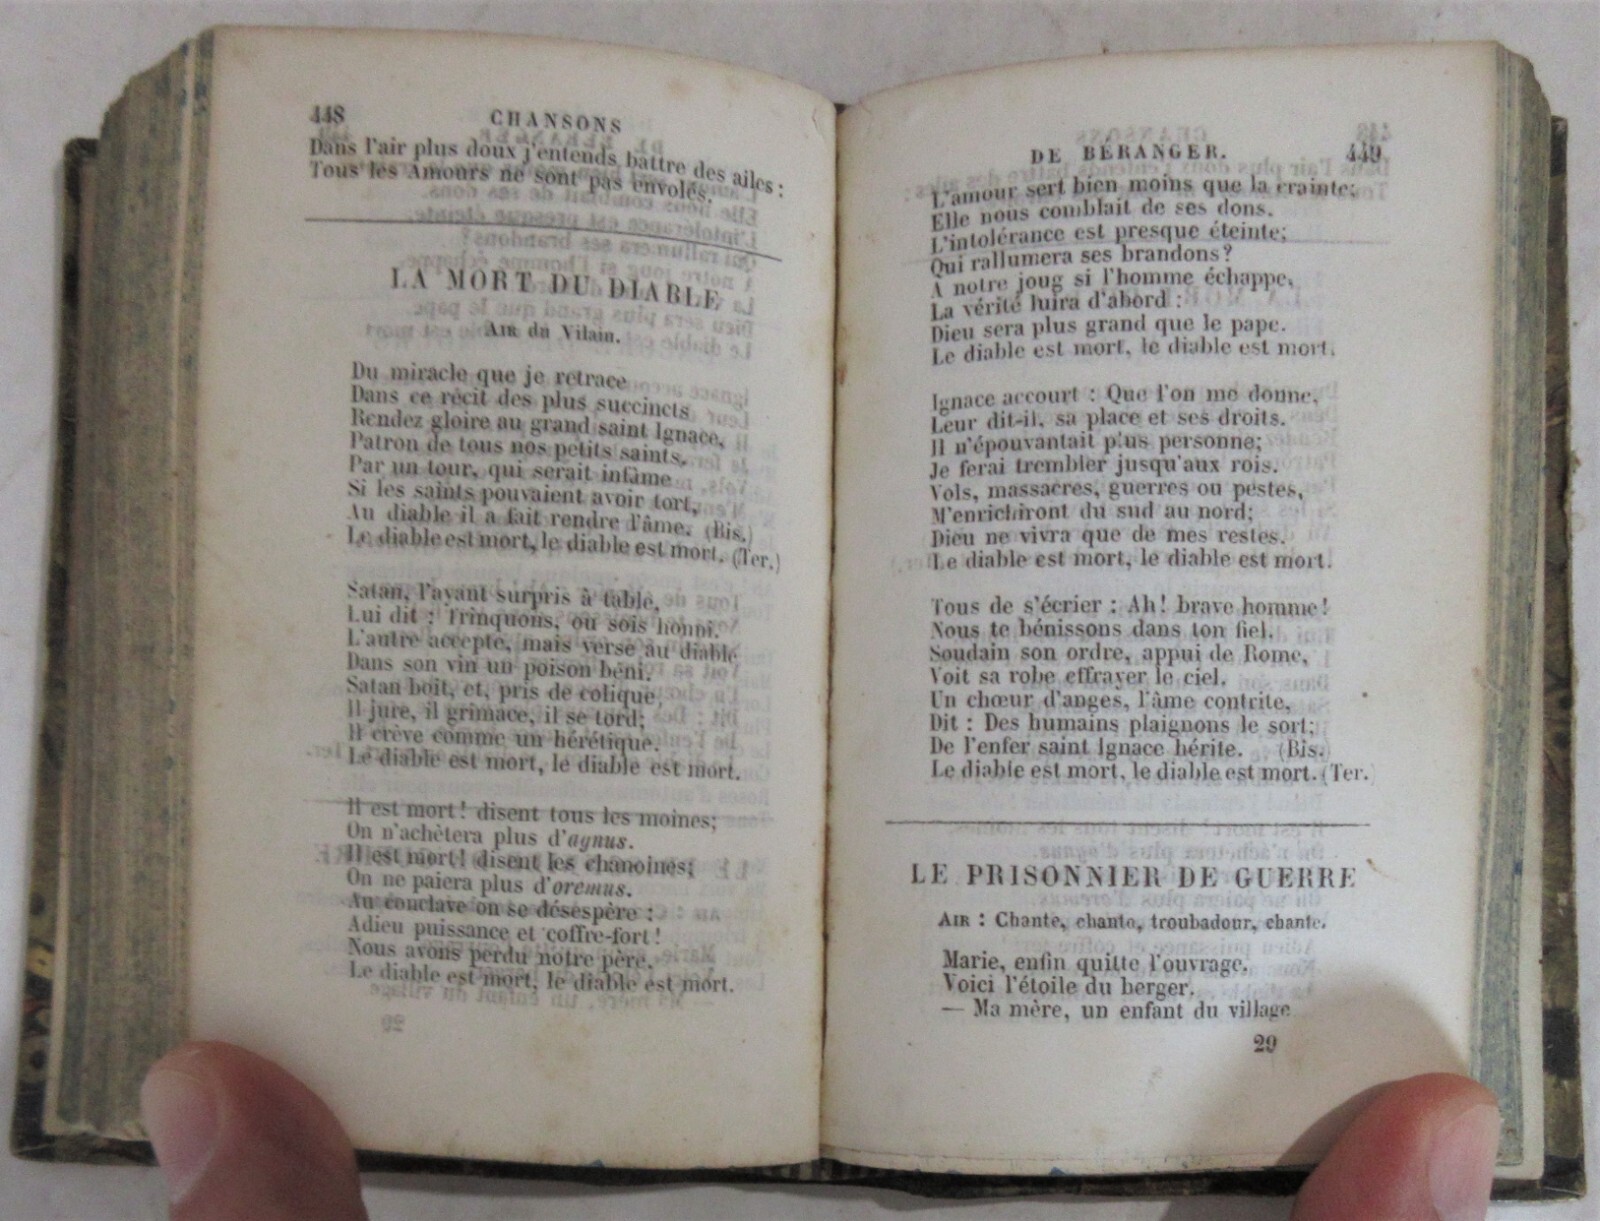 448 CHANSONS
Dans l'air plus doux j'entends battre des ailes :
Tous les Amours ne sont pas envolés.
LA MORT DU DIABLE
AIR du Vilain.
Du miracle que je retrace
Dans ce récit des plus succincts
Rendez gloire au grand saint Ignace,
Patron de tous nos petits saints.
Par un tour, qui serait infâme
Si les saints pouvaient avoir tort,
Au diable il a fait rendre l'âme. (Bis.)
Le diable est mort, le diable est mort. (Ter.)
Satan, l'ayant surpris à table,
Lui dit : Trinquons, ou sois honni.
L'autre accepte, mais verse au diable
Dans son vin un poison béni.
Satan boit, et, pris de colique,
Il jure, il grimace, il se tord;
Il crève comme un hérétique.
Le diable est mort, le diable est mort.
Il est mort! disent tous les moines;
On n'achètera plus d'agnus.
Il est mort! disent les chanoines;
On ne paiera plus d'oremus.
Au conclave on se désespère :
Adieu puissance et coffre-fort!
Nous avons perdu notre père.
Le diable est mort, le diable est mort.
DE BÉRANGER. 449
L'amour sert bien moins que la crainte;
Elle nous comblait de ses dons.
L'intolérance est presque éteinte;
Qui rallumera ses brandons?
A notre joug si l'homme échappe,
La vérité luira d'abord :
Dieu sera plus grand que le pape.
Le diable est mort, le diable est mort.
Ignace accourt : Que l'on me donne,
Leur dit-il, sa place et ses droits.
Il n'épouvantait plus personne;
Je ferai trembler jusqu'aux rois.
Vols, massacres, guerres ou pestes,
M'enrichiront du sud au nord;
Dieu ne vivra que de mes restes.
Le diable est mort, le diable est mort.
Tous de s'écrier : Ah! brave homme!
Nous te bénissons dans ton fiel.
Soudain son ordre, appui de Rome,
Voit sa robe effrayer le ciel.
Un chœur d'anges, l'âme contrite,
Dit : Des humains plaignons le sort;
De l'enfer saint Ignace hérite. (Bis.)
Le diable est mort, le diable est mort. (Ter.)
LE PRISONNIER DE GUERRE
AIR : Chante, chante, troubadour, chante.
Marie, enfin quitte l'ouvrage,
Voici l'étoile du berger.
— Ma mère, un enfant du village
29